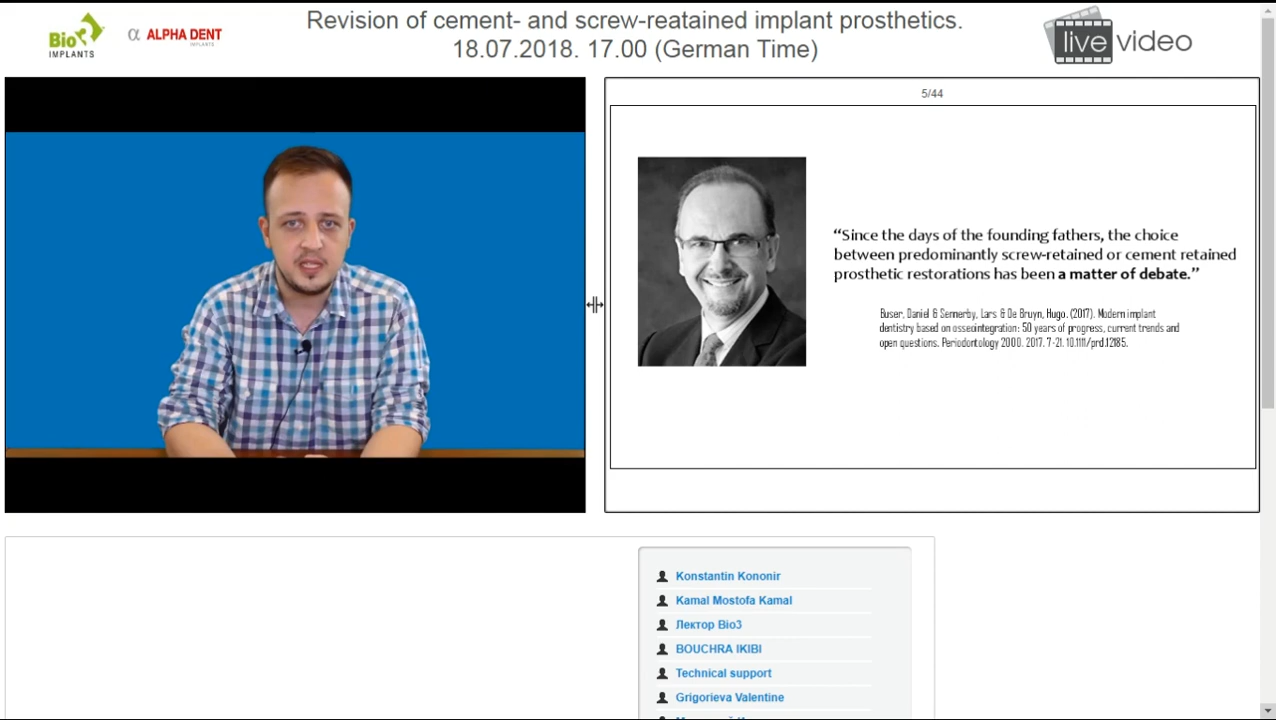 Revision of cement- and screw-reatained implant prosthetics.
18.07.2018. 17.00 (German Time)
Bio3
IMPLANTS
α ALPHA DENT
IMPLANTS
live video
5/44
“Since the days of the founding fathers, the choice
between predominantly screw-retained or cement retained
prosthetic restorations has been a matter of debate.”
Buser, Daniel & Sennerby, Lars & De Bruyn, Hugo. (2017). Modern implant
dentistry based on osseointegration: 50 years of progress, current trends and
open questions. Periodontology 2000. 2017. 7-21. 10.1111/prd.12185.
Konstantin Kononir
Kamal Mostofa Kamal
Лектор Bio3
BOUCHRA IKIBI
Technical support
Grigorieva Valentine